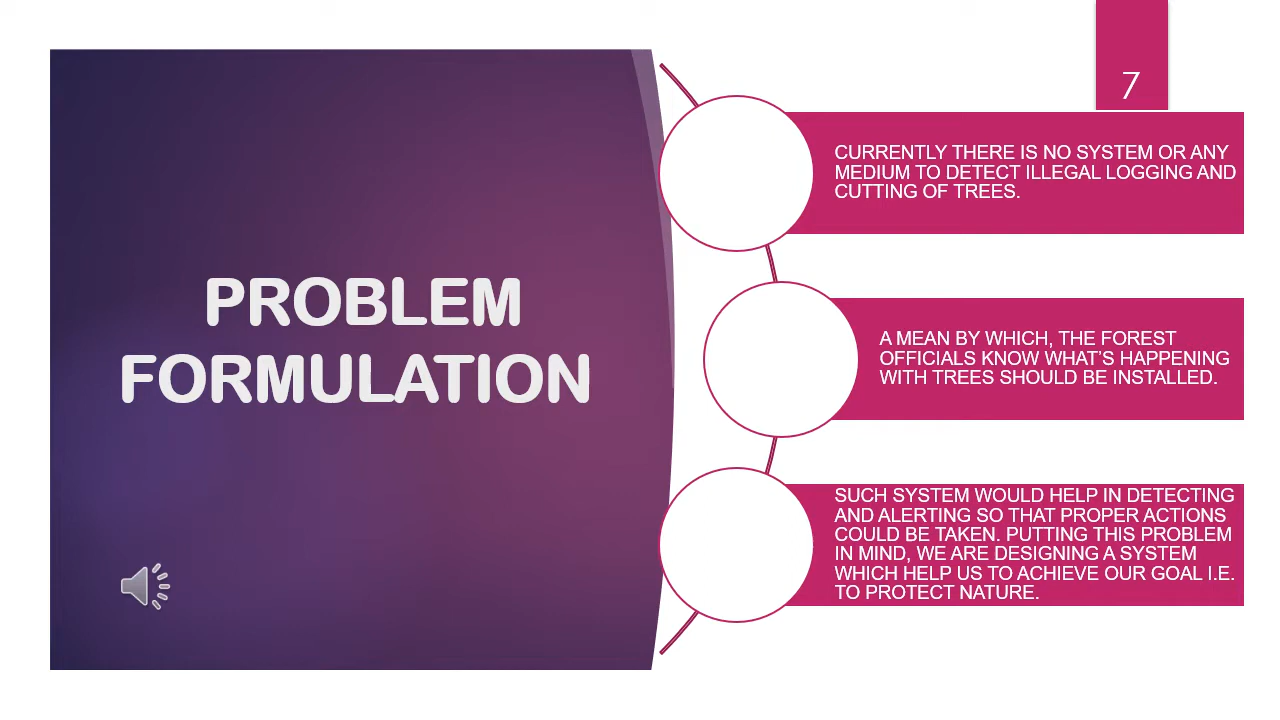 7
PROBLEM
FORMULATION
CURRENTLY THERE IS NO SYSTEM OR ANY
MEDIUM TO DETECT ILLEGAL LOGGING AND
CUTTING OF TREES.
A MEAN BY WHICH, THE FOREST
OFFICIALS KNOW WHAT'S HAPPENING
WITH TREES SHOULD BE INSTALLED.
SUCH SYSTEM WOULD HELP IN DETECTING
AND ALERTING SO THAT PROPER ACTIONS
COULD BE TAKEN. PUTTING THIS PROBLEM
IN MIND, WE ARE DESIGNING A SYSTEM
WHICH HELP US TO ACHIEVE OUR GOAL I.E.
TO PROTECT NATURE.